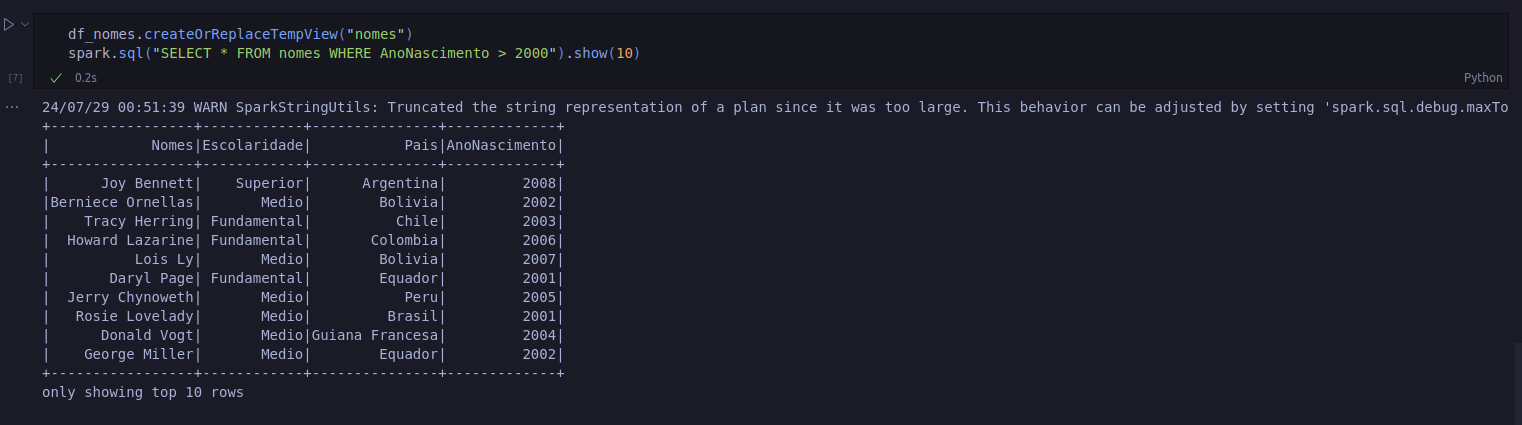 df_nomes.createOrReplaceTempView("nomes")
spark.sql("SELECT * FROM nomes WHERE AnoNascimento > 2000").show(10)
[7] 0.2s Python
24/07/29 00:51:39 WARN SparkStringUtils: Truncated the string representation of a plan since it was too large. This behavior can be adjusted by setting 'spark.sql.debug.maxTo
+-----------------+------------+---------------+-------------+
|            Nomes|Escolaridade|           Pais|AnoNascimento|
+-----------------+------------+---------------+-------------+
|      Joy Bennett|    Superior|      Argentina|         2008|
|Berniece Ornellas|       Medio|        Bolivia|         2002|
|    Tracy Herring| Fundamental|          Chile|         2003|
|  Howard Lazarine| Fundamental|       Colombia|         2006|
|          Lois Ly|       Medio|        Bolivia|         2007|
|       Daryl Page| Fundamental|        Equador|         2001|
|  Jerry Chynoweth|       Medio|           Peru|         2005|
|   Rosie Lovelady|       Medio|         Brasil|         2001|
|      Donald Vogt|       Medio|Guiana Francesa|         2004|
|    George Miller|       Medio|        Equador|         2002|
+-----------------+------------+---------------+-------------+
only showing top 10 rows